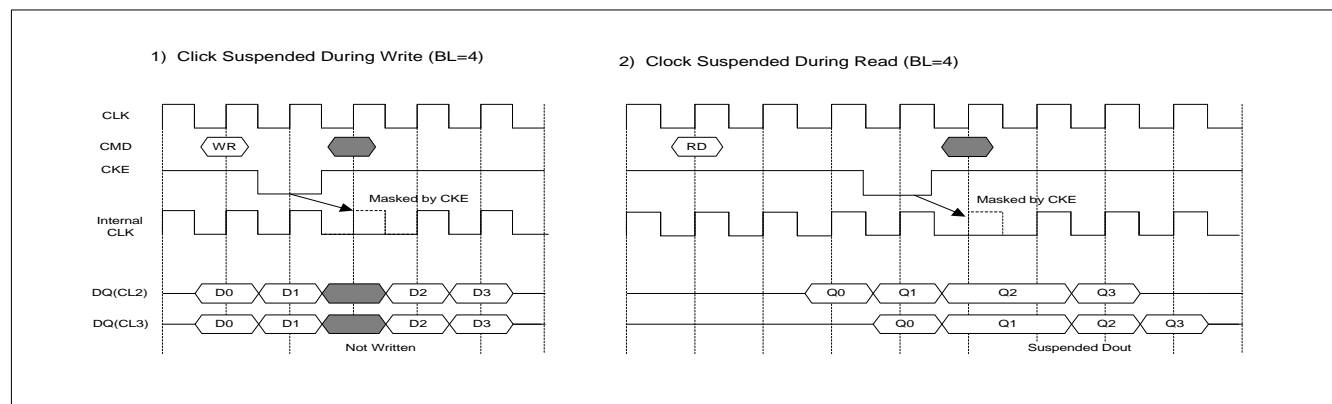 1) Click Suspended During Write (BL=4)
2) Clock Suspended During Read (BL=4)
CLK
CMD
WR
RD
CKE
Masked by CKE
Masked by CKE
Internal
CLK
DQ(CL2)
D0 D1 D2 D3
Q0 Q1 Q2 Q3
DQ(CL3)
D0 D1 D2 D3
Q0 Q1 Q2 Q3
Not Written
Suspended Dout